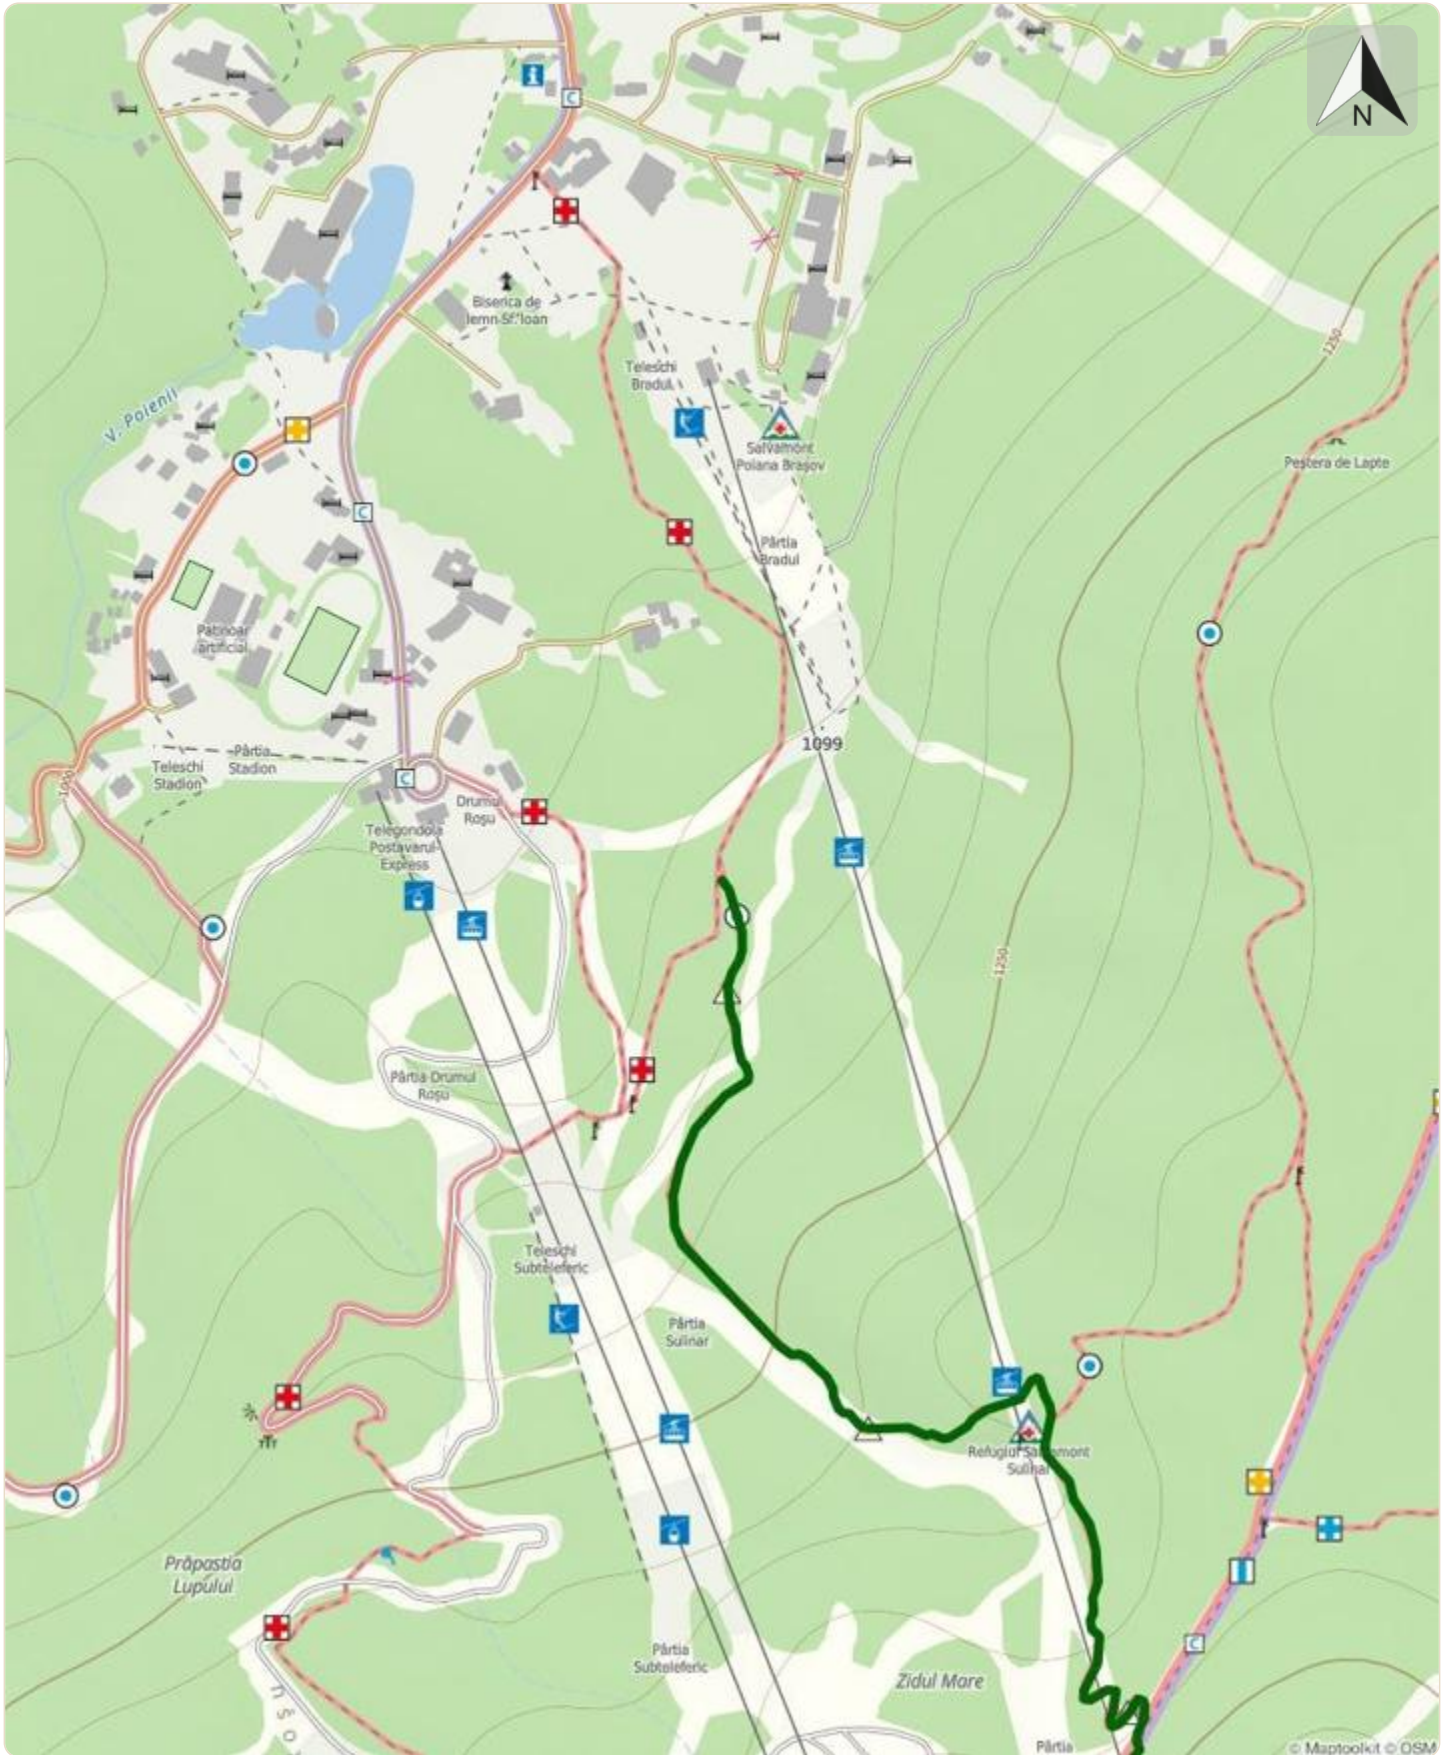 N
C
Biserica de
lemn Sf. Ioan
Teleschi
Bradul
V. Poienii
1250
Salvamont
Poiana Brașov
Peștera de Lapte
C
Pârtia
Bradul
Patinoar
artificial
1099
Pârtia
Stadion
Teleschi
Stadion
1000
C
Drumul
Roșu
Telegondola
Postavarul-
Express
1250
Pârtia Drumul
Roșu
Teleschi
Subteleferic
Pârtia
Sulinar
Refugiul Salvamont
Sulinar
Prăpastia
Lupului
C
Pârtia
Subteleferic
Zidul Mare
Pârtia
© Maptoolkit © OSM